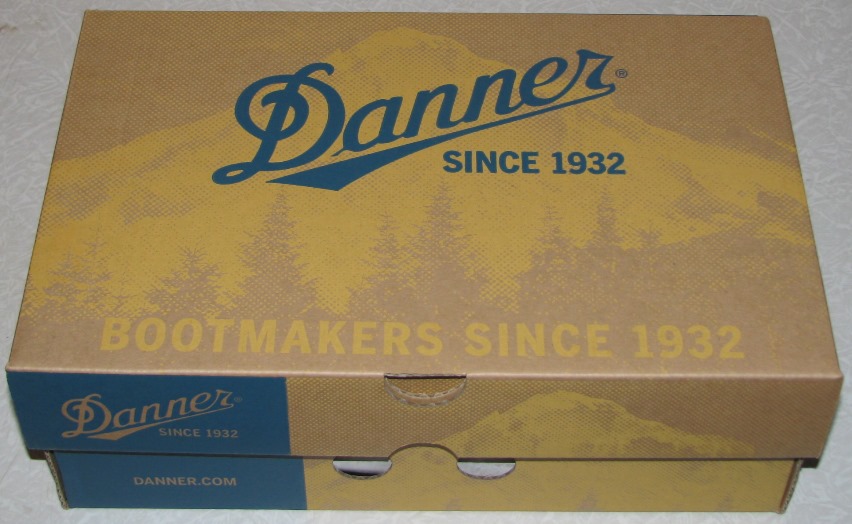 Danner®
SINCE 1932
BOOTMAKERS SINCE 1932
Danner®
SINCE 1932
DANNER.COM